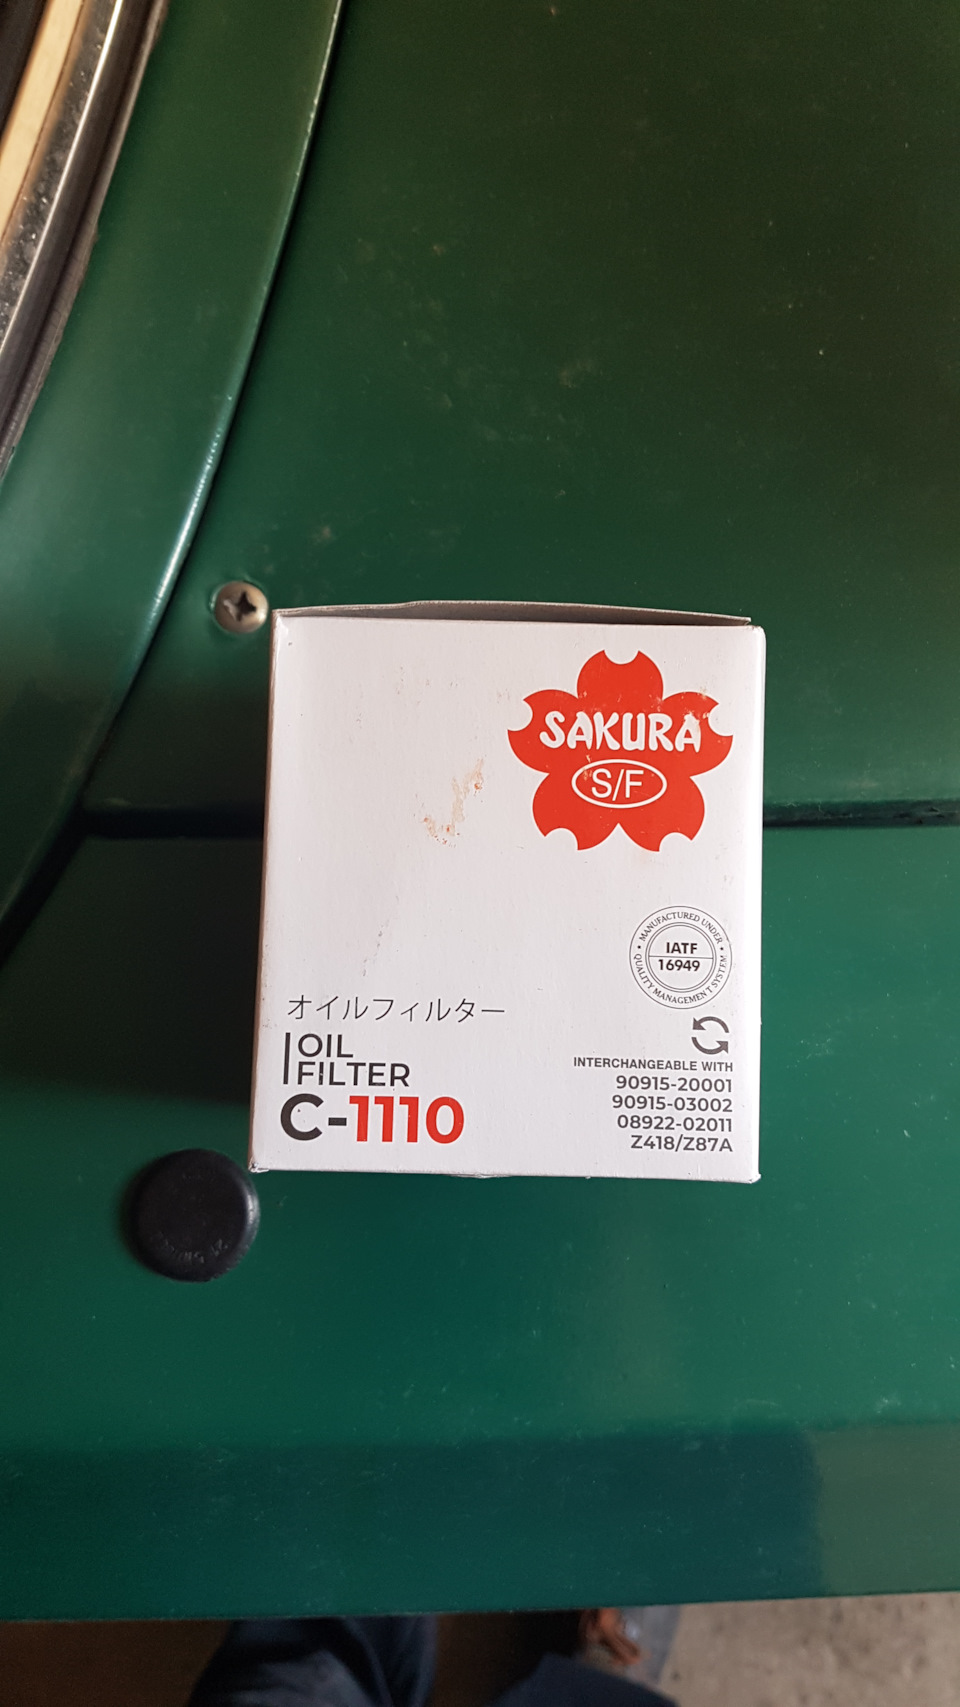 SAKURA
S/F
MANUFACTURED UNDER
IATF
16949
QUALITY MANAGEMENT SYSTEM
オイルフィルター
OIL
FILTER
C-1110
INTERCHANGEABLE WITH
90915-20001
90915-03002
08922-02011
Z418/Z87A